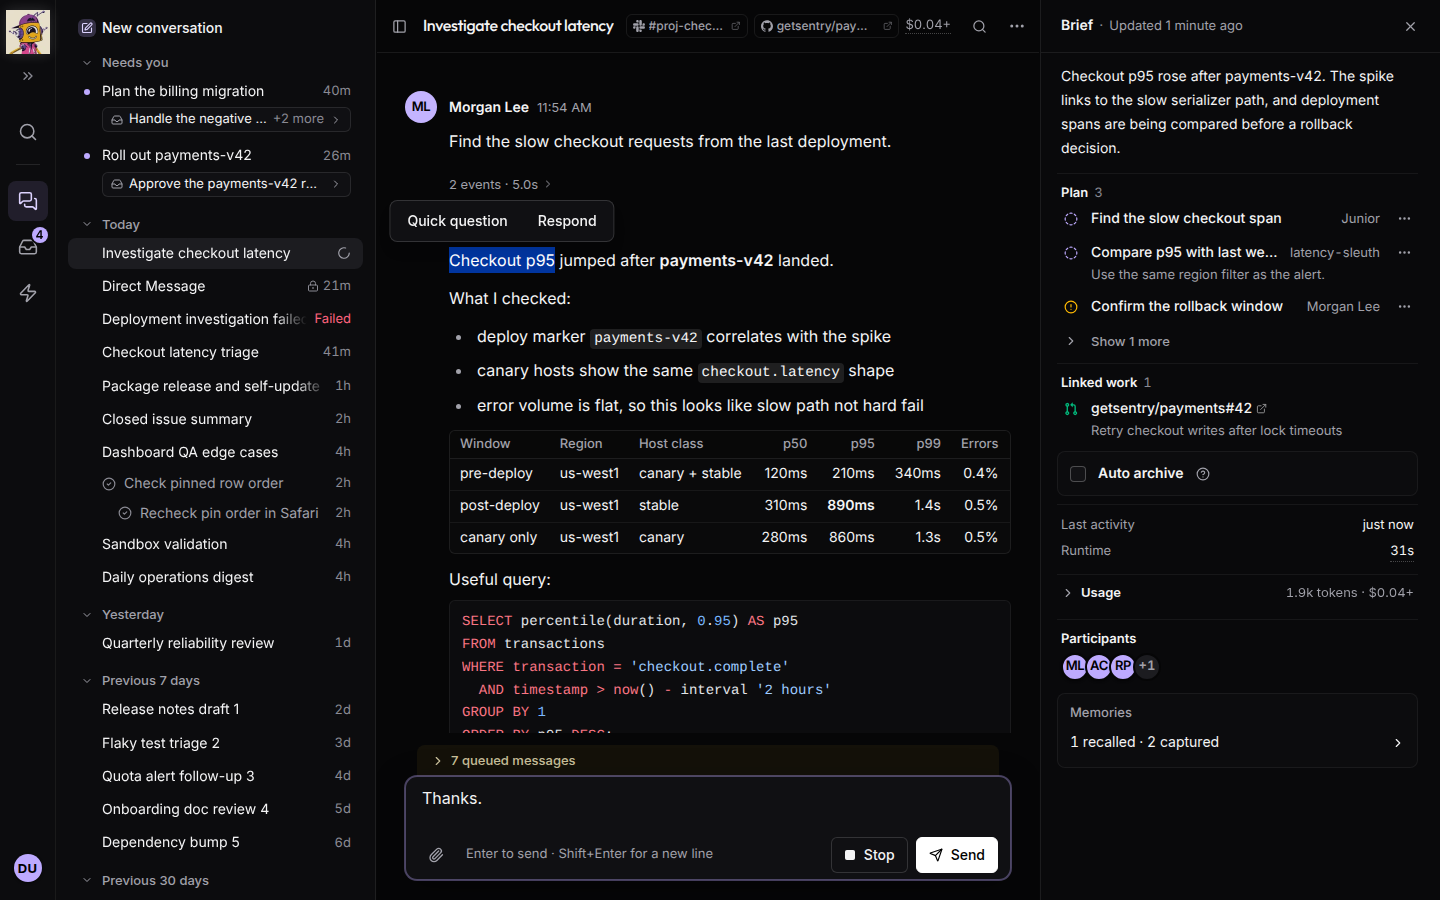 New conversation
Needs you
Plan the billing migration 40m
Handle the negative ... +2 more
Roll out payments-v42 26m
Approve the payments-v42 r...
Today
Investigate checkout latency
Direct Message 21m
Deployment investigation failed Failed
Checkout latency triage 41m
Package release and self-update 1h
Closed issue summary 2h
Dashboard QA edge cases 4h
Check pinned row order 2h
Recheck pin order in Safari 2h
Sandbox validation 4h
Daily operations digest 4h
Yesterday
Quarterly reliability review 1d
Previous 7 days
Release notes draft 1 2d
Flaky test triage 2 3d
Quota alert follow-up 3 4d
Onboarding doc review 4 5d
Dependency bump 5 6d
Previous 30 days
4
DU
Investigate checkout latency #proj-chec... getsentry/pay... $0.04+
ML Morgan Lee 11:54 AM
Find the slow checkout requests from the last deployment.
2 events · 5.0s
Quick question Respond
Checkout p95 jumped after payments-v42 landed.
What I checked:
• deploy marker payments-v42 correlates with the spike
• canary hosts show the same checkout.latency shape
• error volume is flat, so this looks like slow path not hard fail
Window Region Host class p50 p95 p99 Errors
pre-deploy us-west1 canary + stable 120ms 210ms 340ms 0.4%
post-deploy us-west1 stable 310ms 890ms 1.4s 0.5%
canary only us-west1 canary 280ms 860ms 1.3s 0.5%
Useful query:
SELECT percentile(duration, 0.95) AS p95
FROM transactions
WHERE transaction = 'checkout.complete'
AND timestamp > now() - interval '2 hours'
GROUP BY 1
ORDER BY p95 DESC;
7 queued messages
Thanks.
Enter to send · Shift+Enter for a new line
Stop Send
Brief · Updated 1 minute ago
Checkout p95 rose after payments-v42. The spike
links to the slow serializer path, and deployment
spans are being compared before a rollback
decision.
Plan 3
Find the slow checkout span Junior
Compare p95 with last we... latency-sleuth
Use the same region filter as the alert.
Confirm the rollback window Morgan Lee
Show 1 more
Linked work 1
getsentry/payments#42
Retry checkout writes after lock timeouts
Auto archive
Last activity just now
Runtime 31s
Usage 1.9k tokens · $0.04+
Participants
ML AC RP +1
Memories
1 recalled · 2 captured